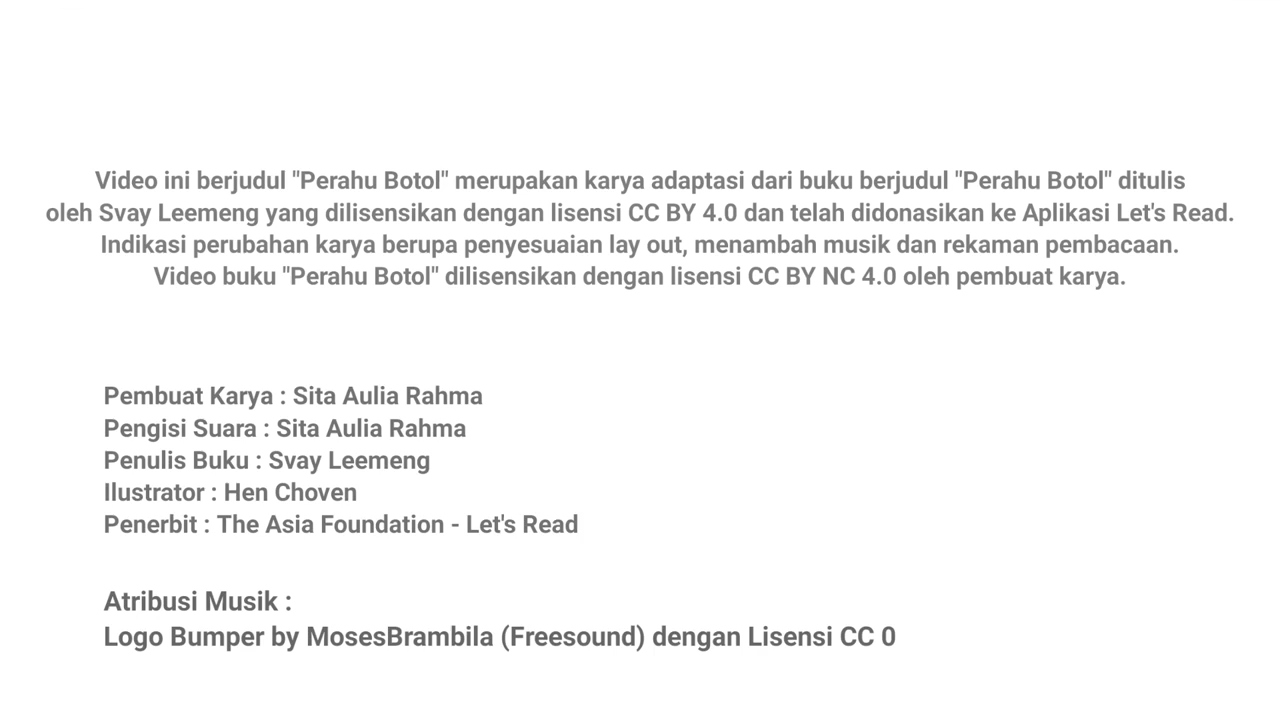 Video ini berjudul "Perahu Botol" merupakan karya adaptasi dari buku berjudul "Perahu Botol" ditulis
oleh Svay Leemeng yang dilisensikan dengan lisensi CC BY 4.0 dan telah didonasikan ke Aplikasi Let's Read.
Indikasi perubahan karya berupa penyesuaian lay out, menambah musik dan rekaman pembacaan.
Video buku "Perahu Botol" dilisensikan dengan lisensi CC BY NC 4.0 oleh pembuat karya.
Pembuat Karya : Sita Aulia Rahma
Pengisi Suara : Sita Aulia Rahma
Penulis Buku : Svay Leemeng
Ilustrator : Hen Choven
Penerbit : The Asia Foundation - Let's Read
Atribusi Musik :
Logo Bumper by MosesBrambila (Freesound) dengan Lisensi CC 0